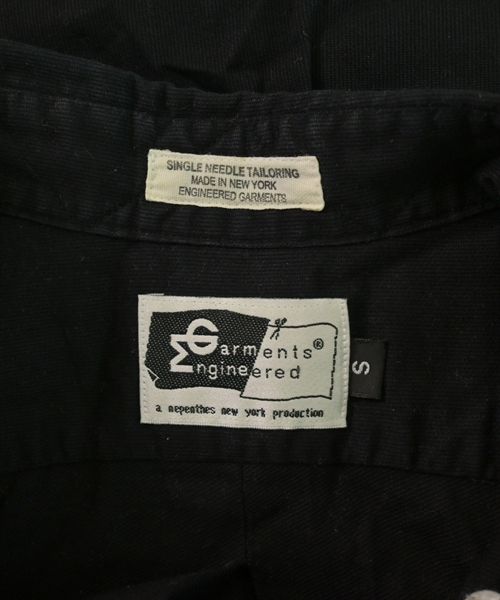 SINGLE NEEDLE TAILORING
MADE IN NEW YORK
ENGINEERED GARMENTS
Garments®
Engineered
a nepenthes new york production
S